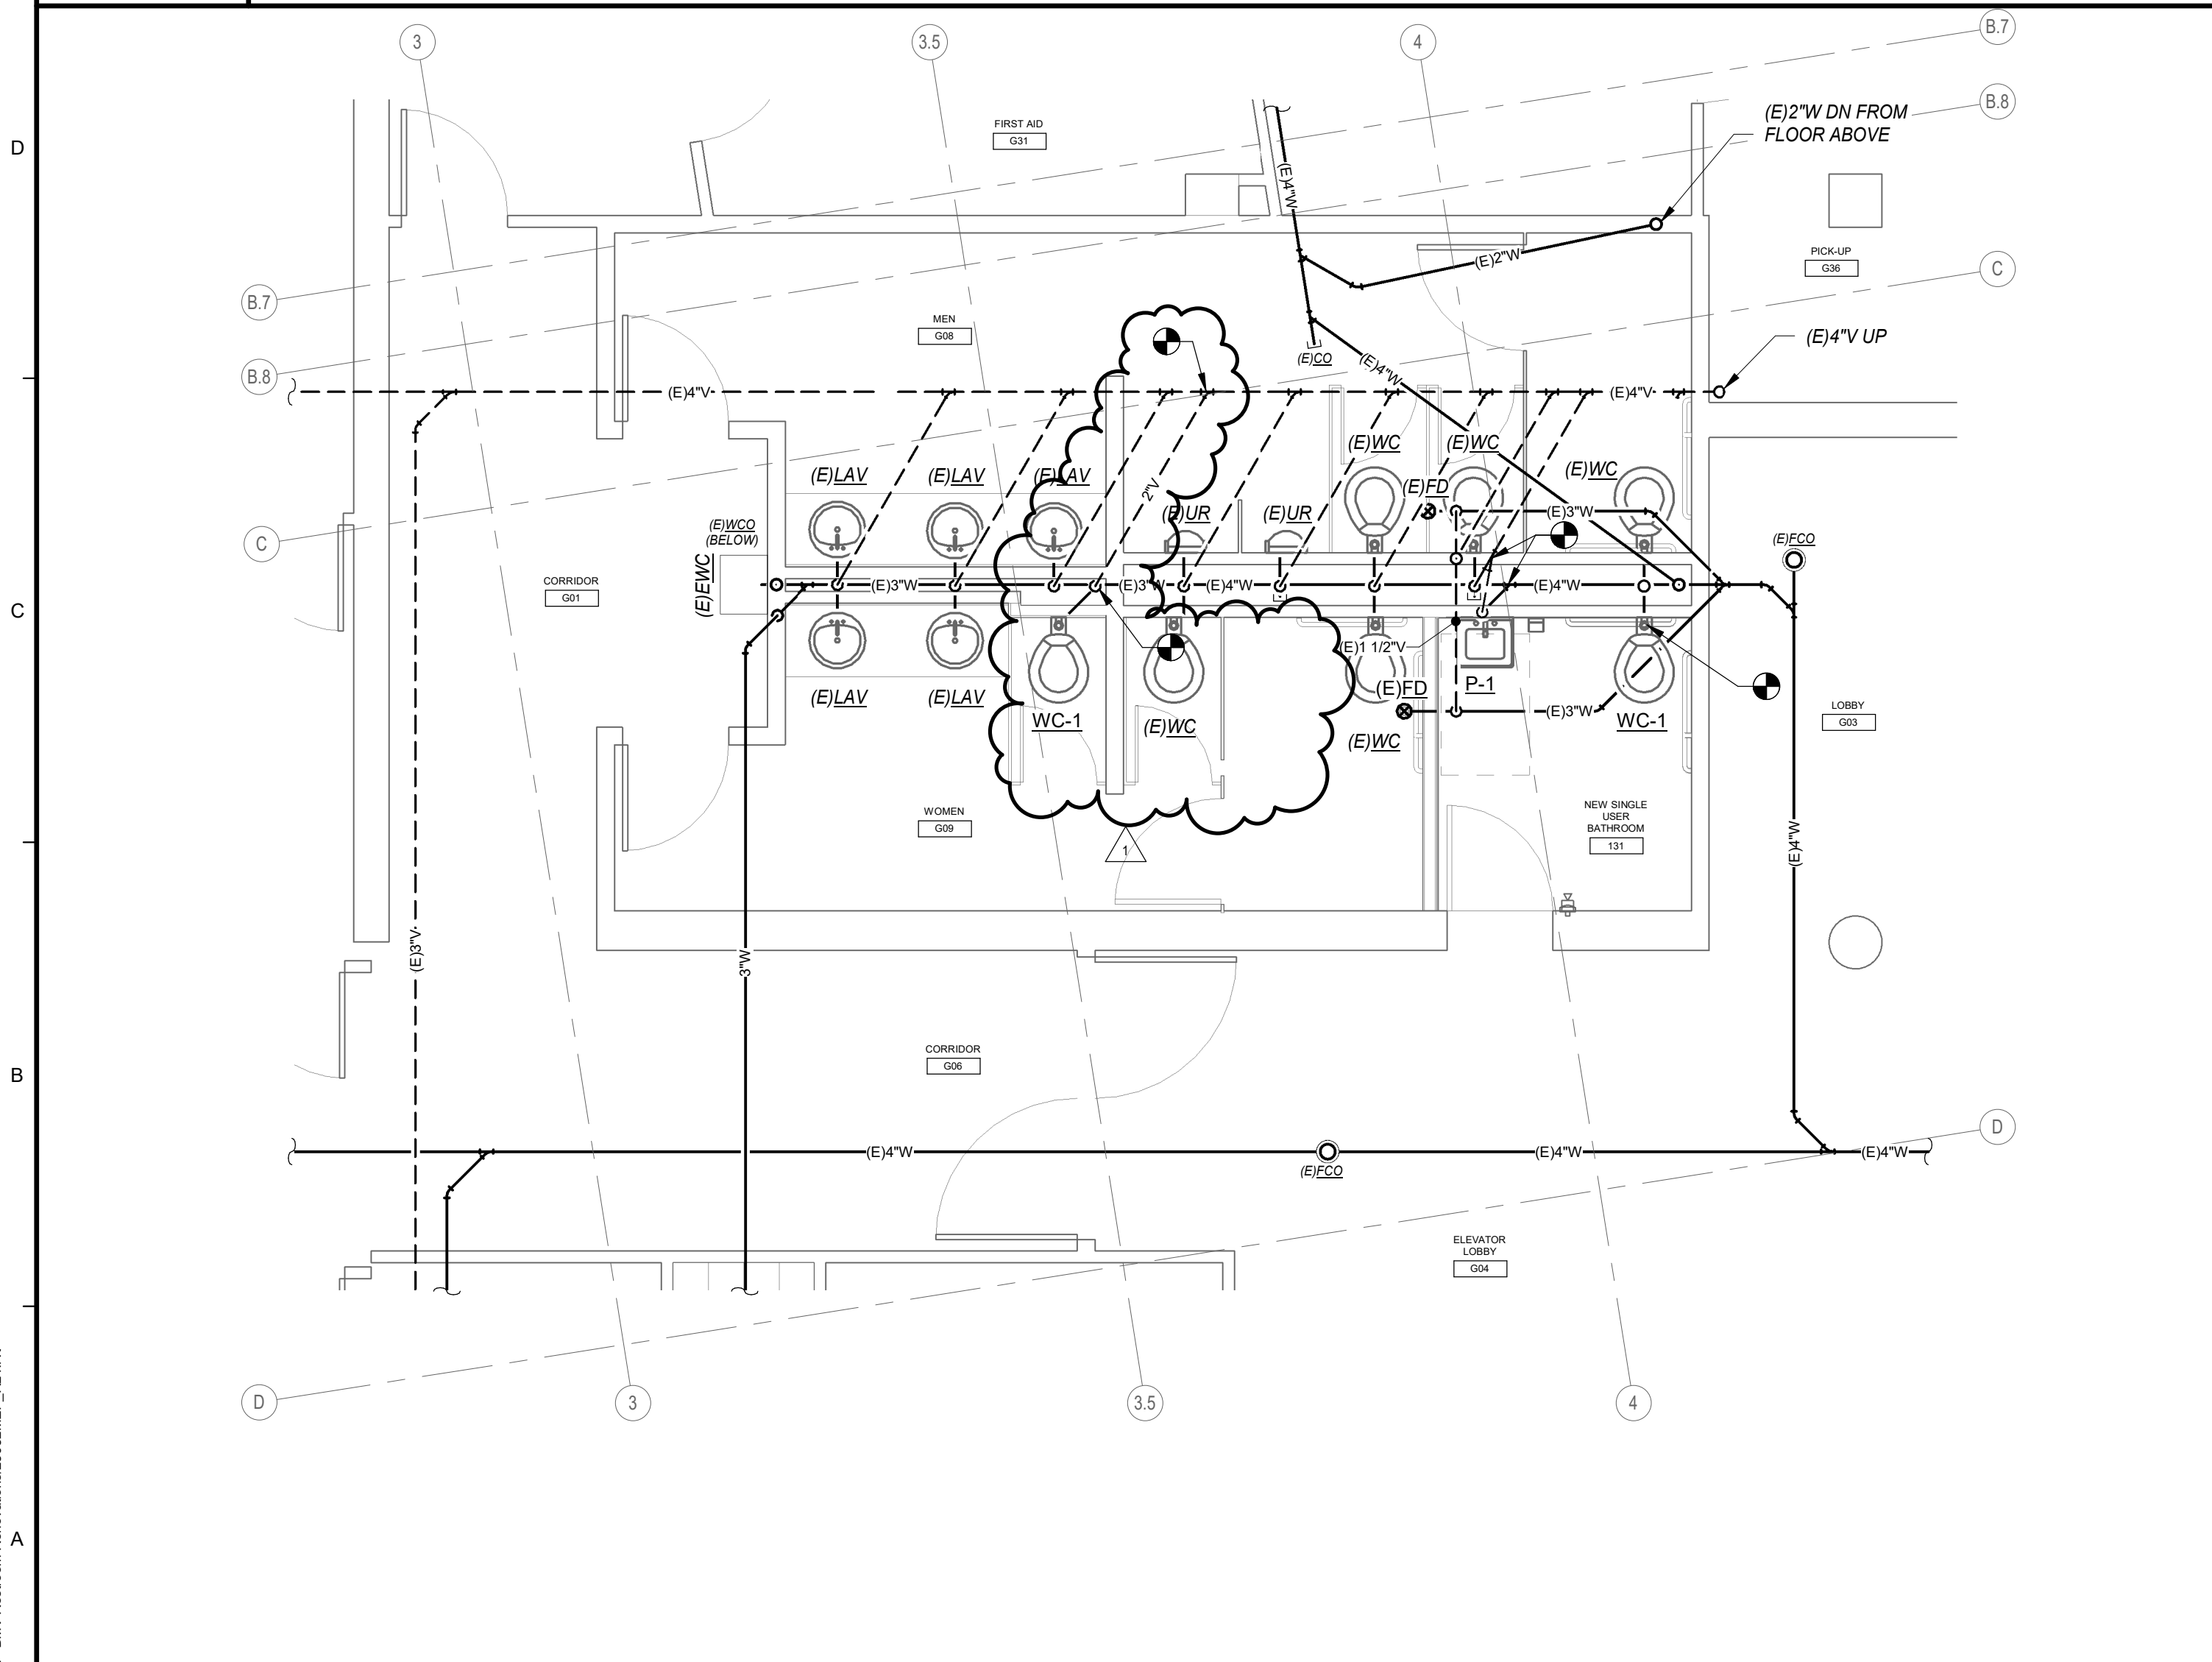 3
3.5
4
B.7
B.8
(E)2"W DN FROM
FLOOR ABOVE
D
FIRST AID
G31
(E)4"W
PICK-UP
G36
(E)2"W
C
B.7
MEN
G08
(E)4"V UP
(E)CO
B.8
(E)4"W
(E)4"V
(E)4"V
(E)WC
(E)WC
(E)WC
(E)LAV
(E)LAV
(E)LAV
2"V
(E)FD
(E)UR
(E)UR
(E)3"W
(E)WCO
(BELOW)
C
(E)FCO
(E)EWC
CORRIDOR
G01
(E)3"W
(E)3"W
(E)4"W
(E)4"W
C
(E)1 1/2"V
(E)LAV
(E)LAV
(E)FD
P-1
WC-1
(E)WC
(E)3"W
WC-1
LOBBY
G03
(E)WC
WOMEN
G09
NEW SINGLE
USER
BATHROOM
131
1
(E)4"W
(E)3"V
3"W
CORRIDOR
G06
B
D
(E)4"W
(E)4"W
(E)4"W
(E)FCO
ELEVATOR
LOBBY
G04
D
3
3.5
4
A